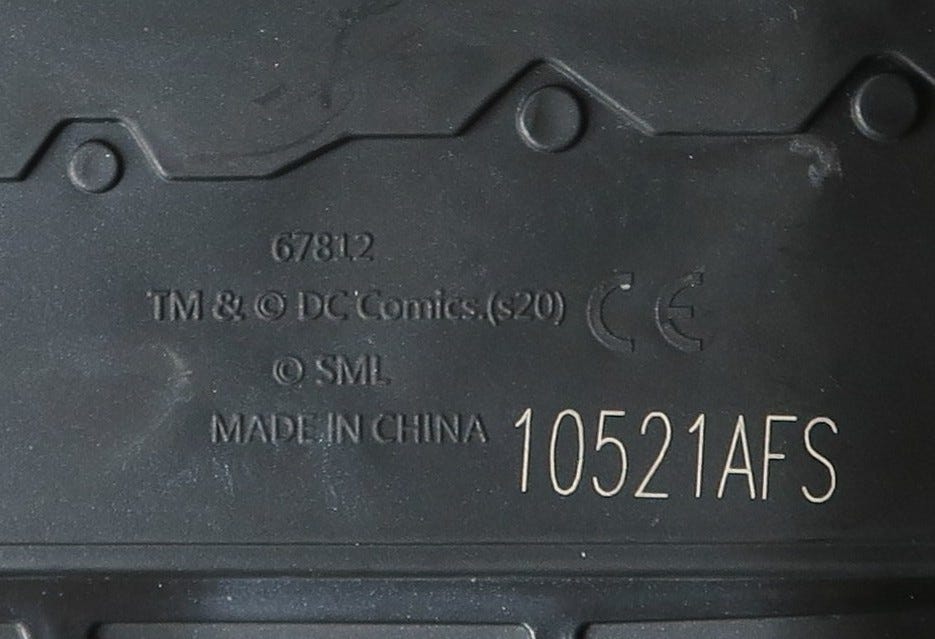 67812
TM & © DC Comics.(s20) CE
© SML
MADE IN CHINA 10521AFS